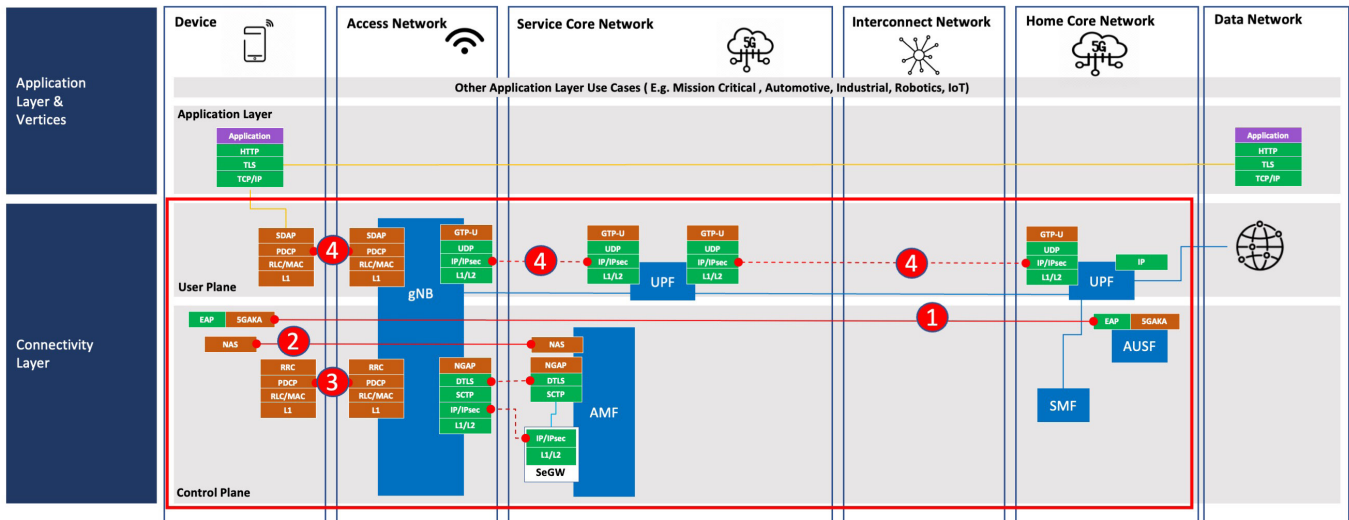 Device
Access Network
Service Core Network
Interconnect Network
Home Core Network
Data Network
5G
5G
Application
Layer &
Vertices
Other Application Layer Use Cases ( E.g. Mission Critical , Automotive, Industrial, Robotics, IoT)
Application Layer
Application
HTTP
TLS
TCP/IP
Application
HTTP
TLS
TCP/IP
Connectivity
Layer
SDAP
PDCP
RLC/MAC
L1
4
SDAP
PDCP
RLC/MAC
L1
gNB
GTP-U
UDP
IP/IPsec
L1/L2
4
GTP-U
UDP
IP/IPsec
L1/L2
UPF
GTP-U
UDP
IP/IPsec
L1/L2
4
GTP-U
UDP
IP/IPsec
L1/L2
IP
UPF
User Plane
EAP
5GAKA
1
EAP
5GAKA
AUSF
NAS
2
NAS
RRC
PDCP
RLC/MAC
L1
3
RRC
PDCP
RLC/MAC
L1
NGAP
DTLS
SCTP
IP/IPsec
L1/L2
NGAP
DTLS
SCTP
AMF
IP/IPsec
L1/L2
SeGW
SMF
Control Plane